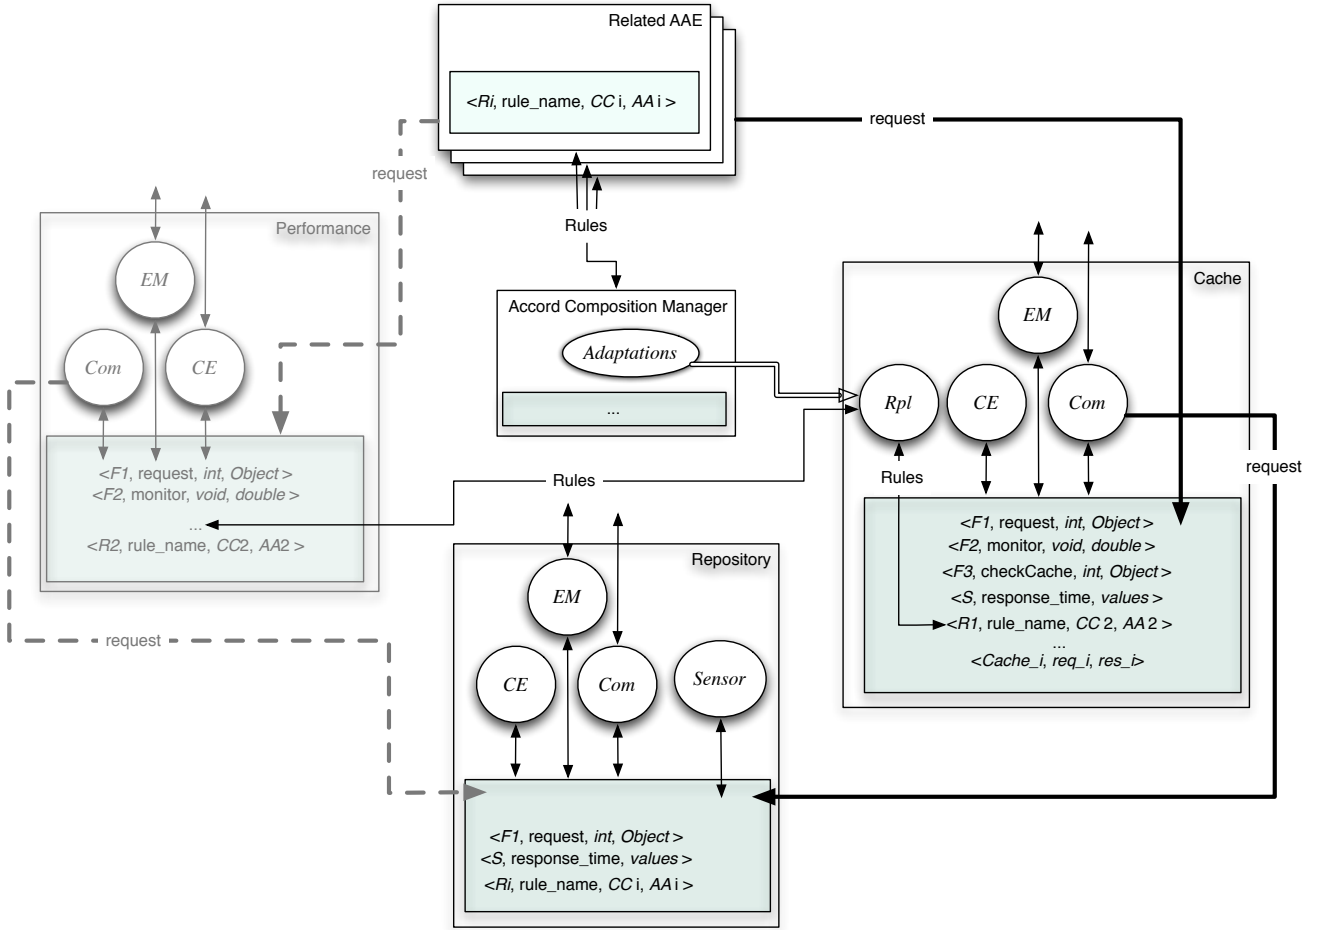 Related AAE
<Ri, rule_name, CC i, AA i >
request
request
Rules
Performance
EM
Com
CE
<F1, request, int, Object >
<F2, monitor, void, double >
...
<R2, rule_name, CC2, AA2 >
request
Accord Composition Manager
Adaptations
...
Rules
Cache
EM
Rpl
CE
Com
Rules
request
<F1, request, int, Object >
<F2, monitor, void, double >
<F3, checkCache, int, Object >
<S, response_time, values >
<R1, rule_name, CC 2, AA 2 >
...
<Cache_i, req_i, res_i>
Repository
EM
CE
Com
Sensor
<F1, request, int, Object >
<S, response_time, values >
<Ri, rule_name, CC i, AA i >